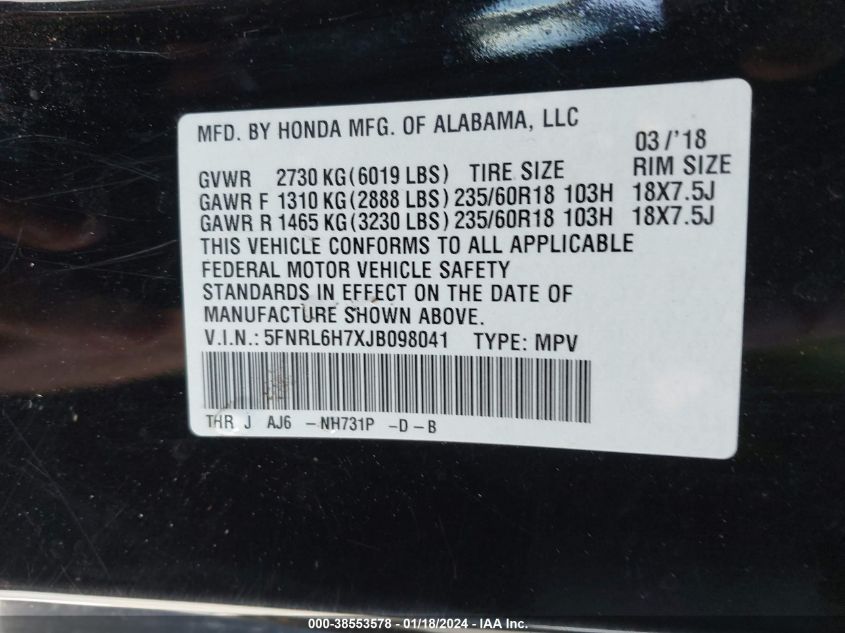 MFD. BY HONDA MFG. OF ALABAMA, LLC
03/'18
GVWR 2730 KG(6019 LBS) TIRE SIZE RIM SIZE
GAWR F 1310 KG(2888 LBS) 235/60R18 103H 18X7.5J
GAWR R 1465 KG(3230 LBS) 235/60R18 103H 18X7.5J
THIS VEHICLE CONFORMS TO ALL APPLICABLE
FEDERAL MOTOR VEHICLE SAFETY
STANDARDS IN EFFECT ON THE DATE OF
MANUFACTURE SHOWN ABOVE.
V.I.N.: 5FNRL6H7XJB098041 TYPE: MPV
THR J AJ6 - NH731P -D - B
000-38553578 - 01/18/2024 - IAA Inc.